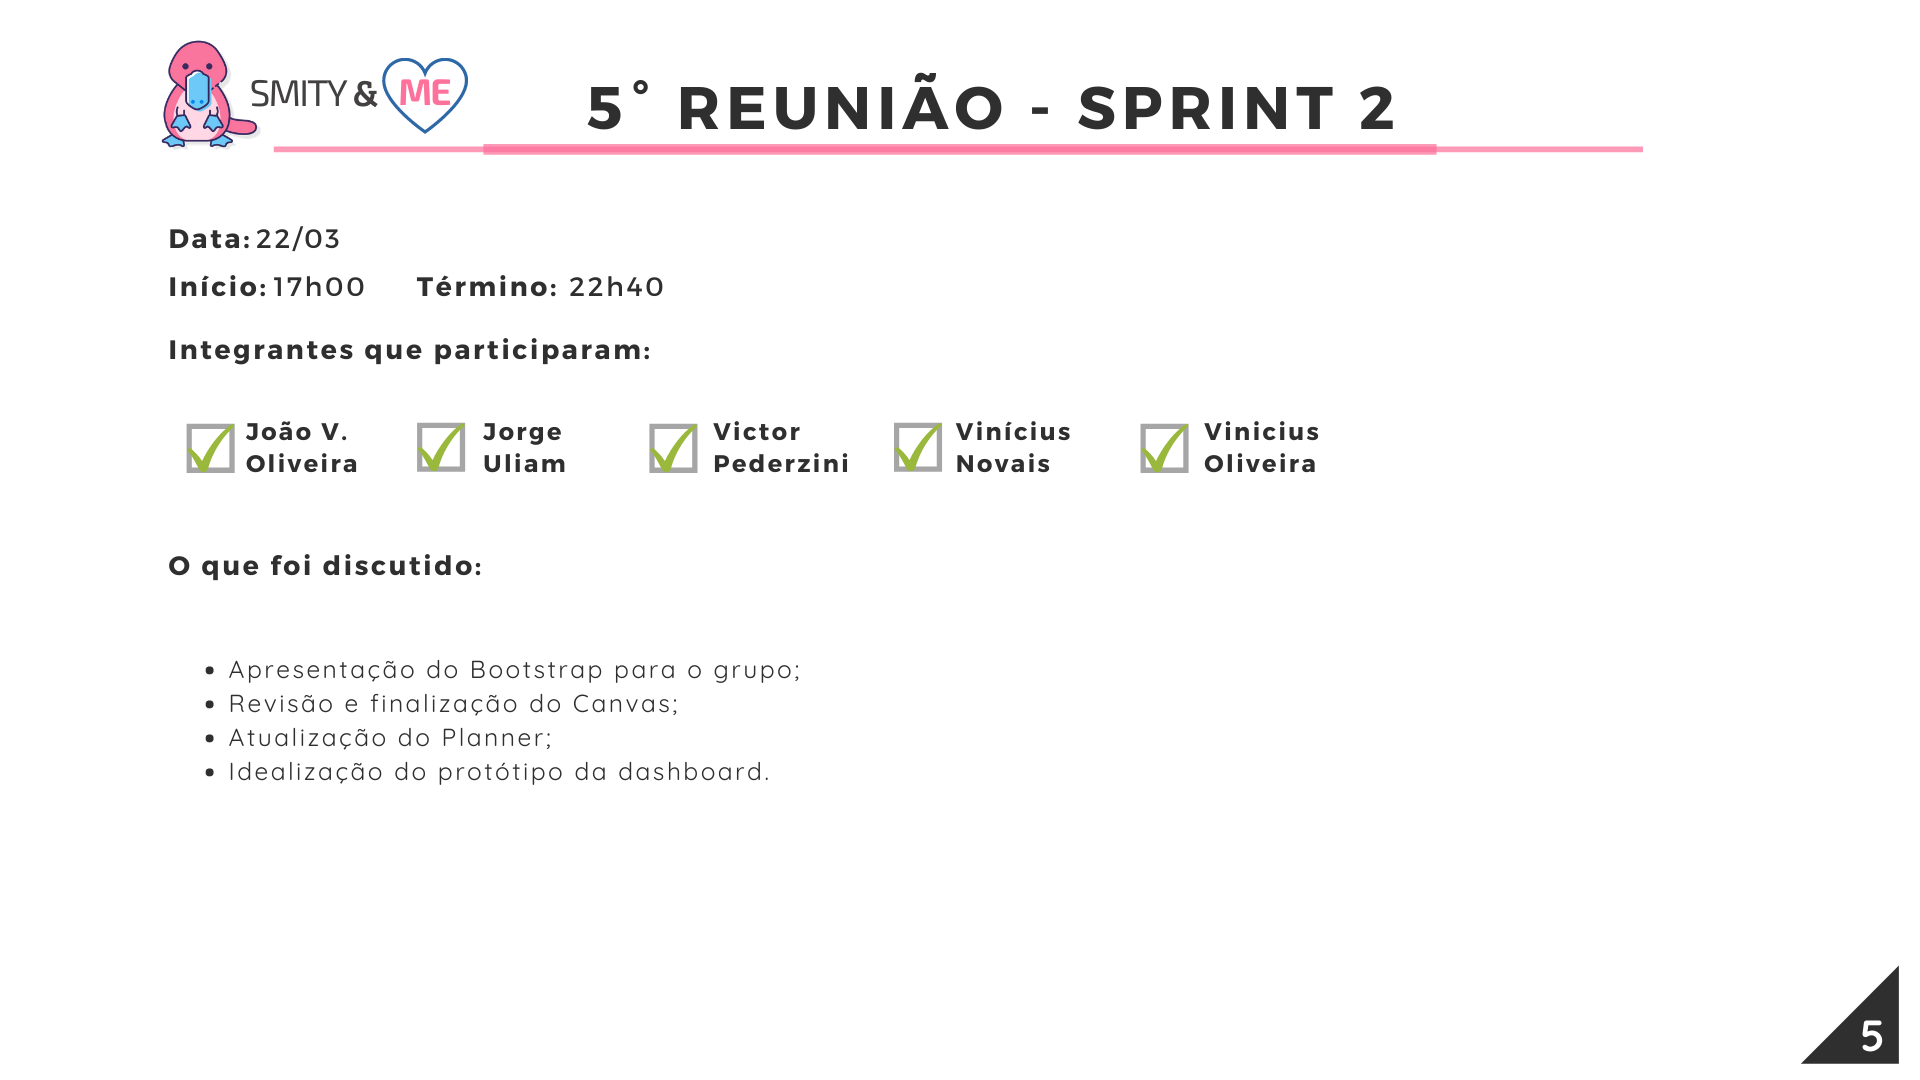 SMITY & ME
5° REUNIÃO - SPRINT 2
Data: 22/03
Início: 17h00 Término: 22h40
Integrantes que participaram:
João V.
Oliveira
Jorge
Uliam
Victor
Pederzini
Vinícius
Novais
Vinicius
Oliveira
O que foi discutido:
• Apresentação do Bootstrap para o grupo;
• Revisão e finalização do Canvas;
• Atualização do Planner;
• Idealização do protótipo da dashboard.
5